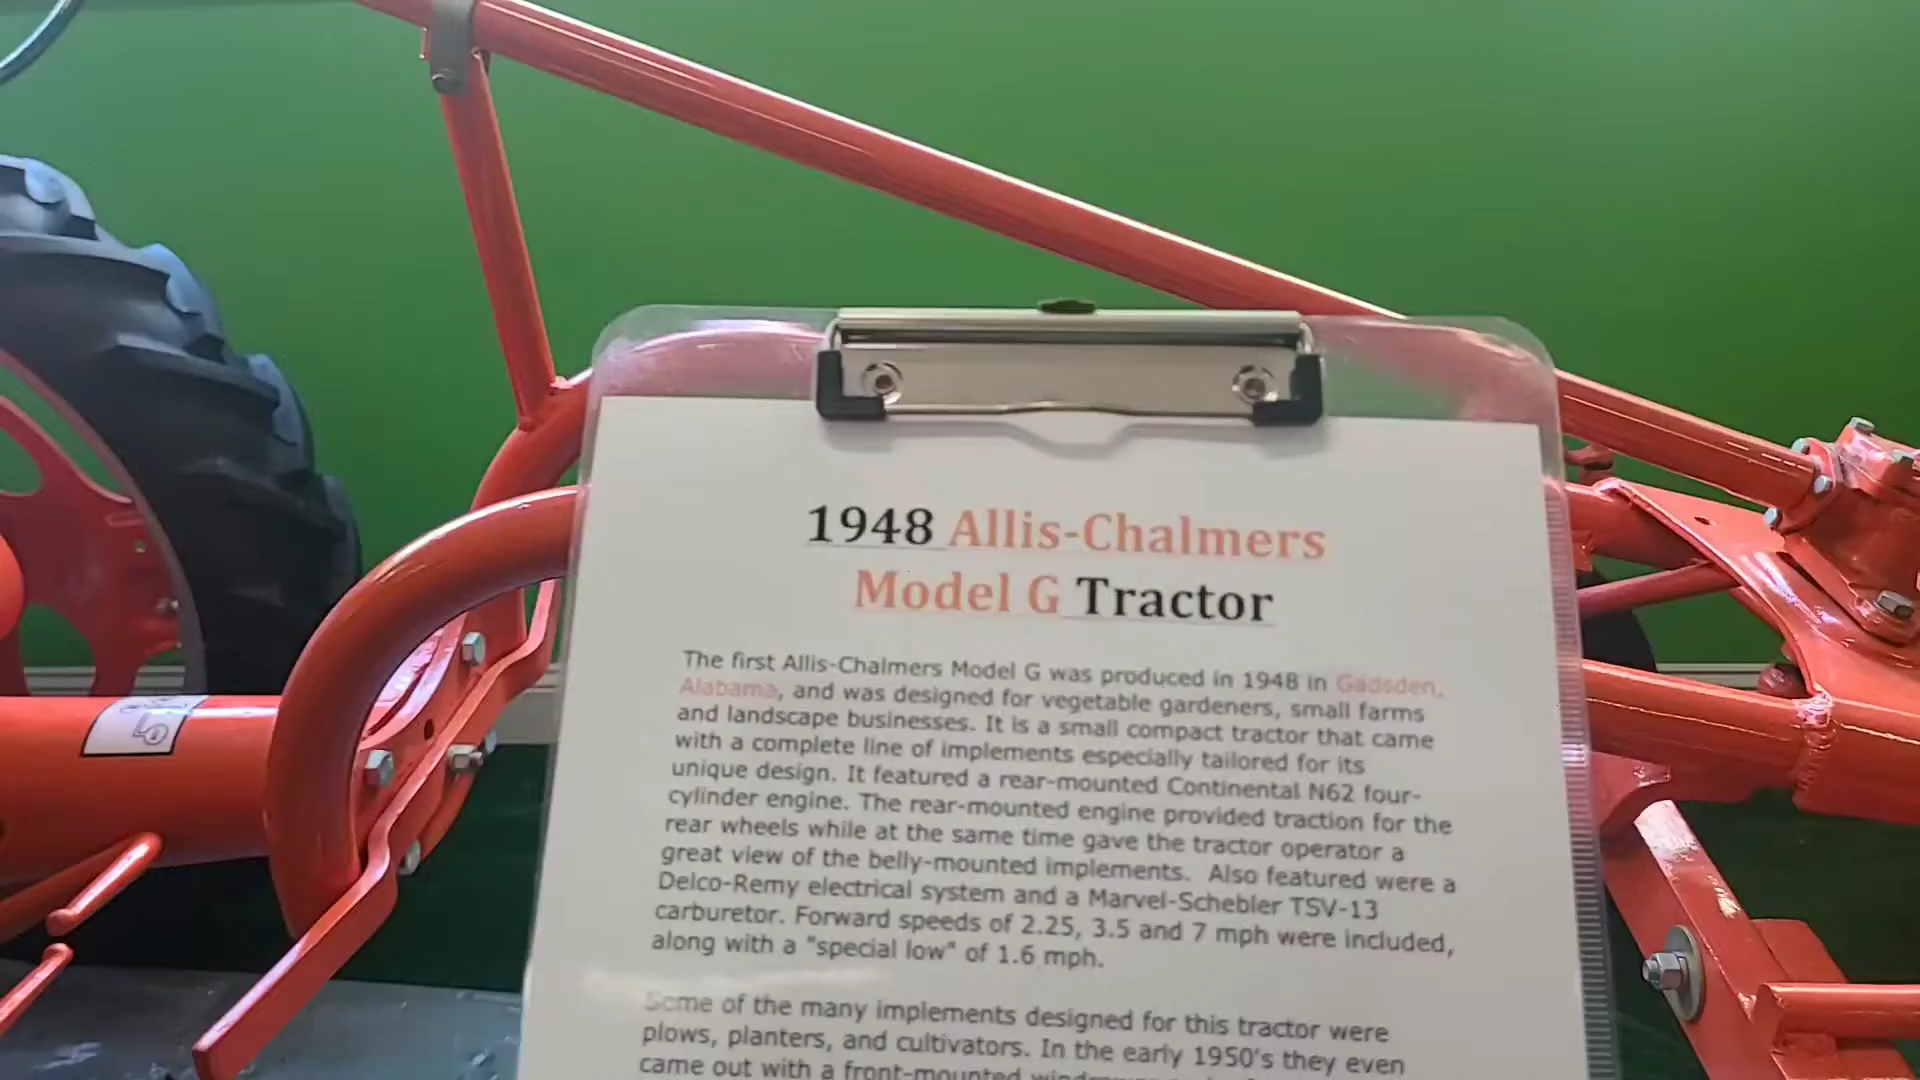 1948 Allis-Chalmers
Model G Tractor
The first Allis-Chalmers Model G was produced in 1948 in Gadsden,
Alabama, and was designed for vegetable gardeners, small farms
and landscape businesses. It is a small compact tractor that came
with a complete line of implements especially tailored for its
unique design. It featured a rear-mounted Continental N62 four-
cylinder engine. The rear-mounted engine provided traction for the
rear wheels while at the same time gave the tractor operator a
great view of the belly-mounted implements. Also featured were a
Delco-Remy electrical system and a Marvel-Schebler TSV-13
carburetor. Forward speeds of 2.25, 3.5 and 7 mph were included,
along with a "special low" of 1.6 mph.
Some of the many implements designed for this tractor were
plows, planters, and cultivators. In the early 1950's they even
came out with a front-mounted